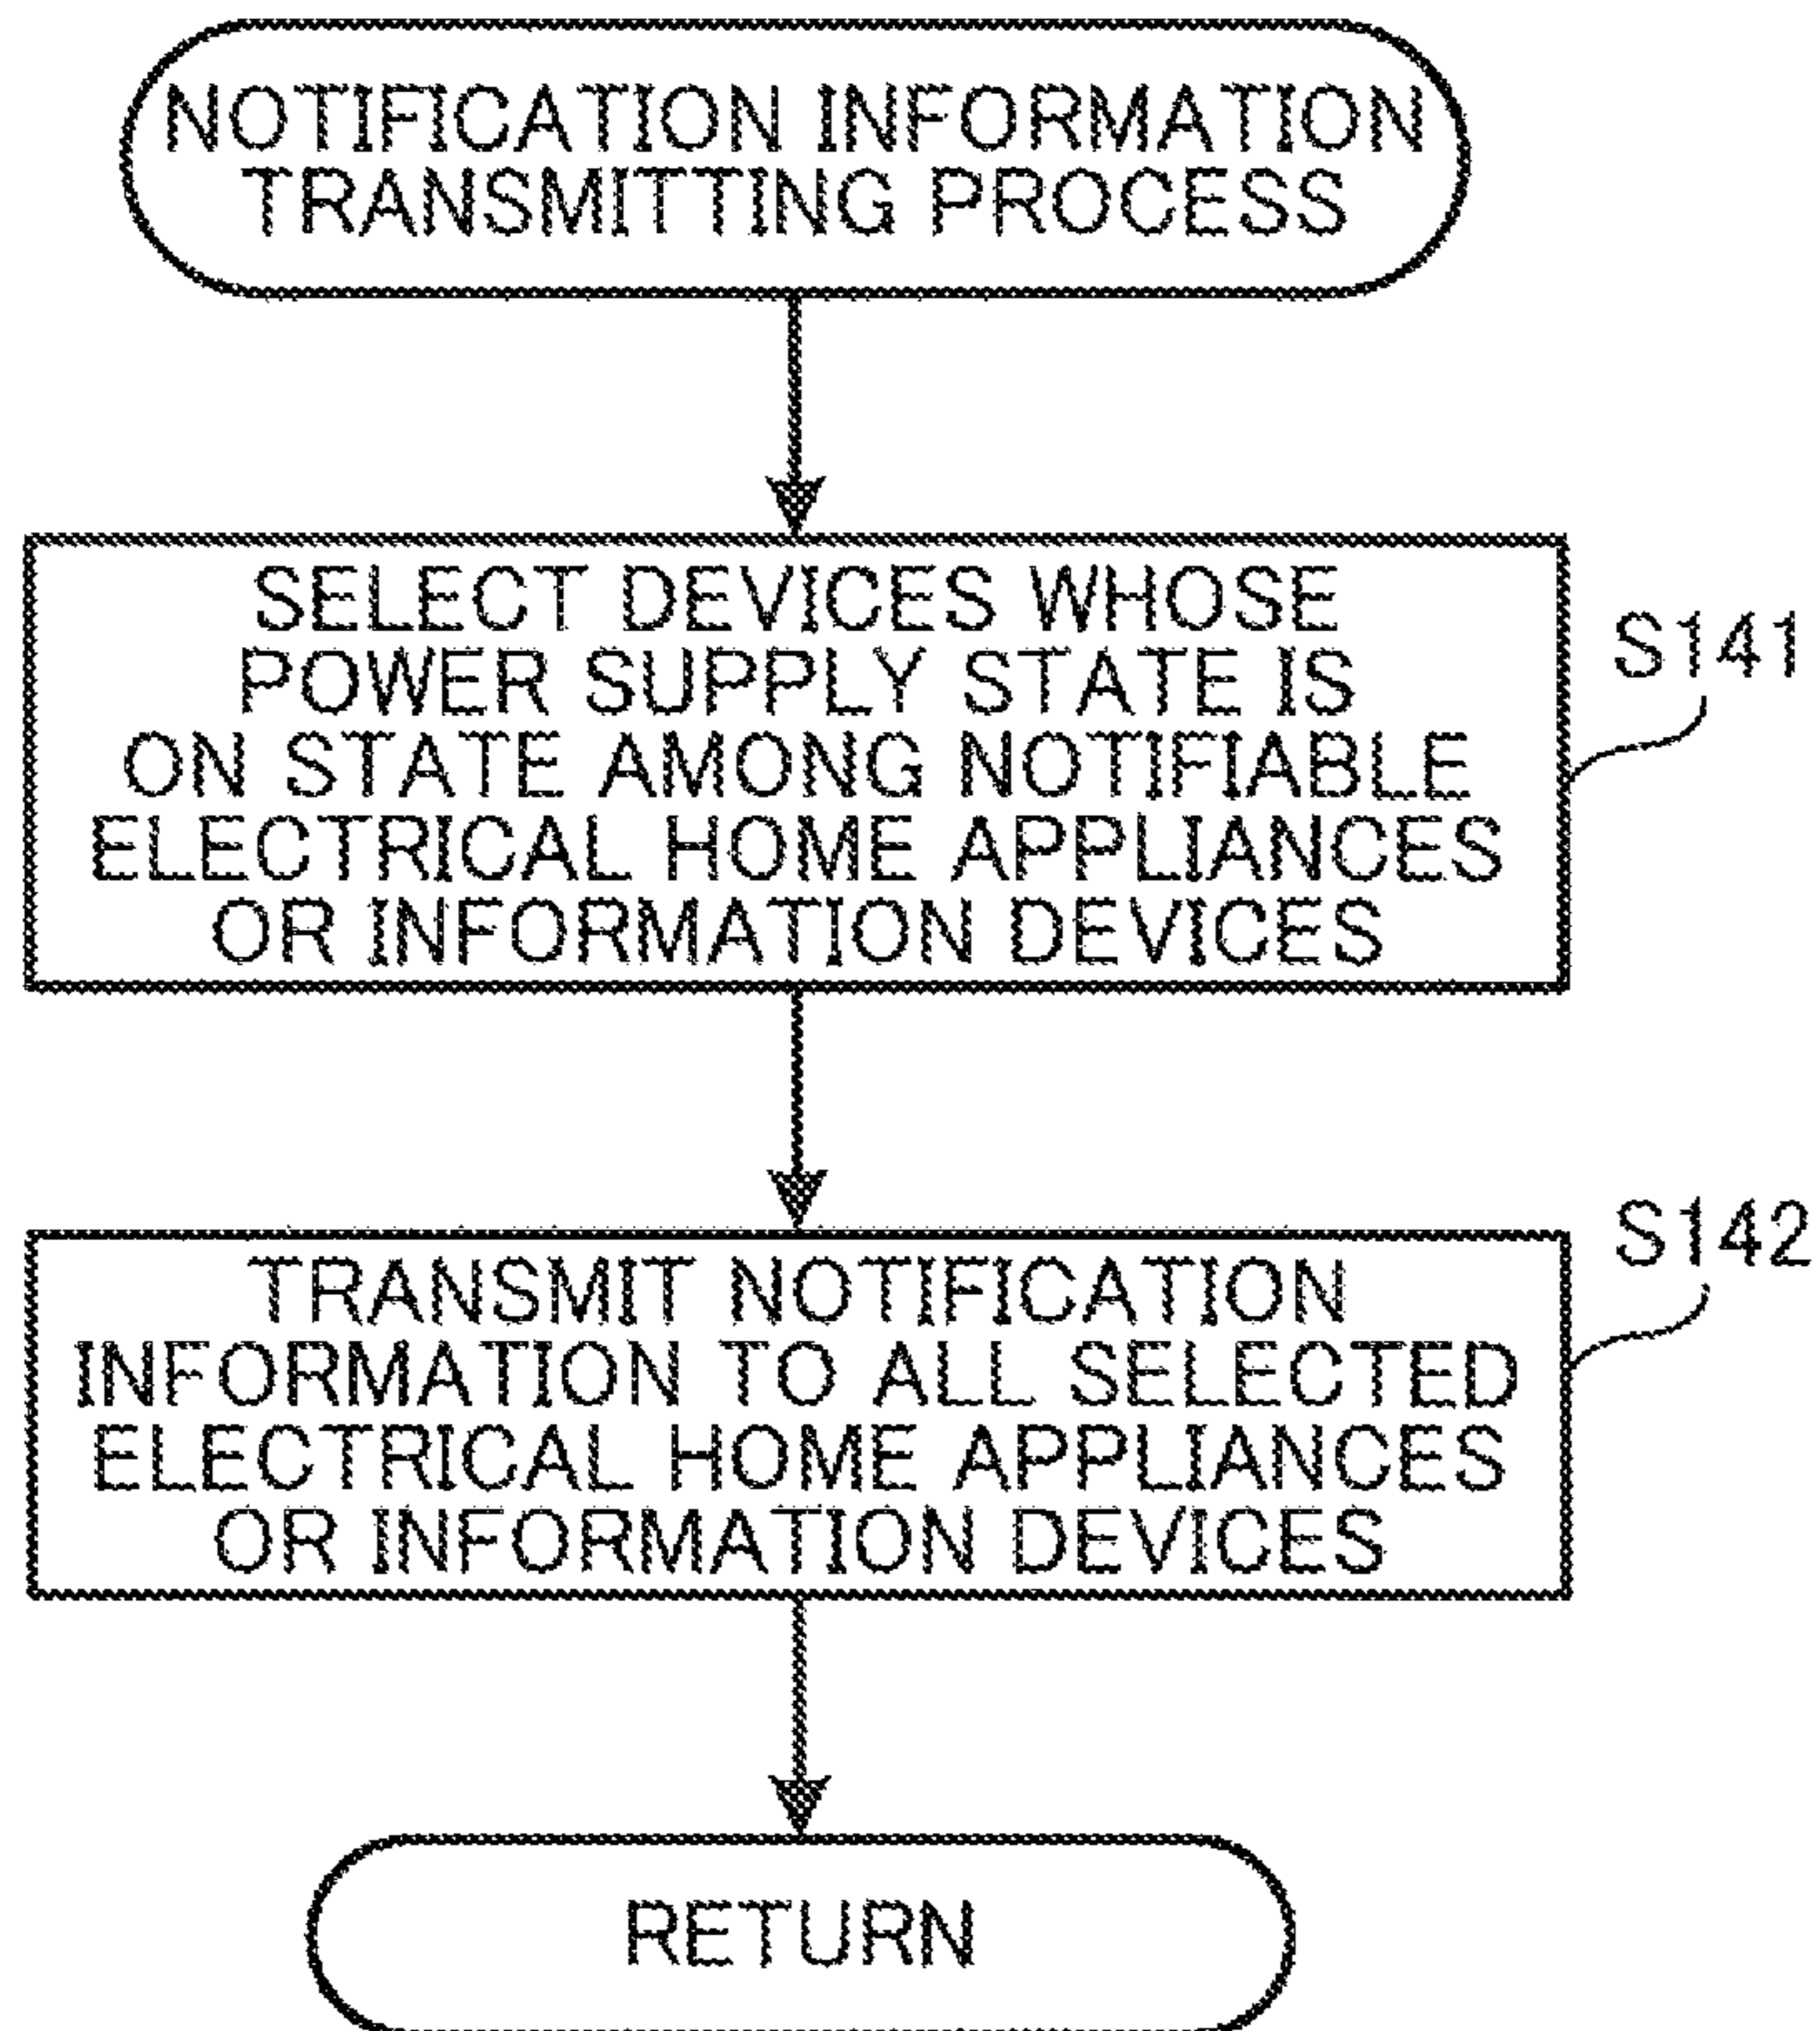 NOTIFICATION INFORMATION
TRANSMITTING PROCESS
SELECT DEVICES WHOSE
POWER SUPPLY STATE IS
ON STATE AMONG NOTIFIABLE
ELECTRICAL HOME APPLIANCES
OR INFORMATION DEVICES
S141
TRANSMIT NOTIFICATION
INFORMATION TO ALL SELECTED
ELECTRICAL HOME APPLIANCES
OR INFORMATION DEVICES
S142
RETURN